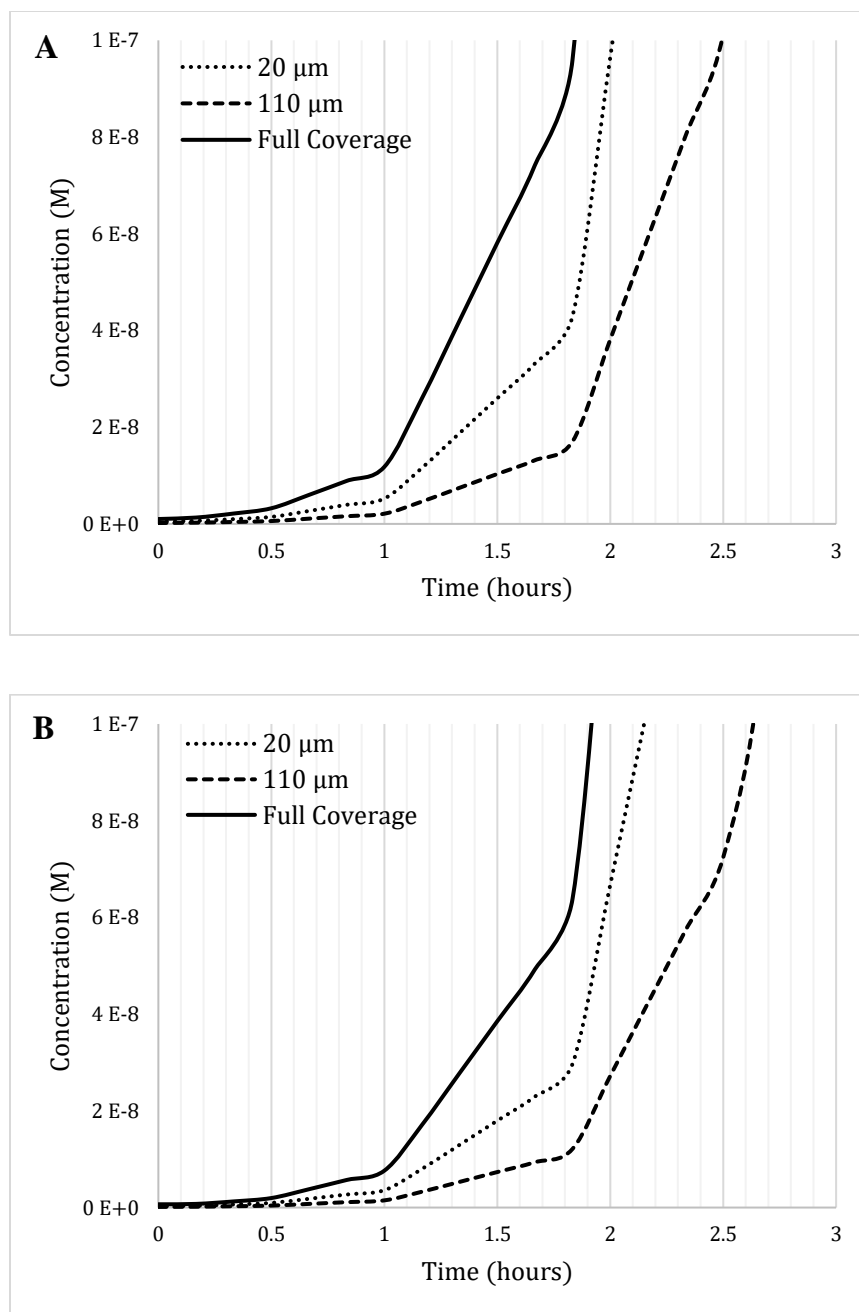 A
1 E-7
20 µm
110 µm
8 E-8
Full Coverage
6 E-8
Concentration (M)
4 E-8
2 E-8
0 E+0
0 0.5 1 1.5 2 2.5 3
Time (hours)
B
1 E-7
20 µm
110 µm
8 E-8
Full Coverage
6 E-8
Concentration (M)
4 E-8
2 E-8
0 E+0
0 0.5 1 1.5 2 2.5 3
Time (hours)